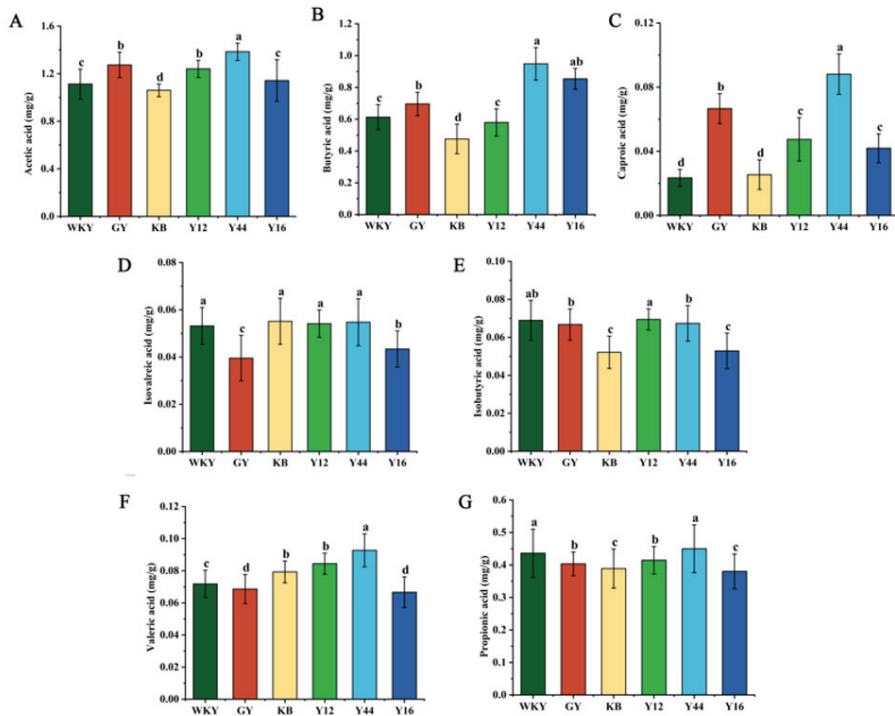 A
Acetic acid (mg/g)
1.6
1.2
0.8
0.4
0.0
c b d b a c
WKY GY KB Y12 Y44 Y16
B
Butyric acid (mg/g)
1.2
1.0
0.8
0.6
0.4
0.2
0.0
c b d c a ab
WKY GY KB Y12 Y44 Y16
C
Caproic acid (mg/g)
0.12
0.08
0.04
0.00
d b d c a c
WKY GY KB Y12 Y44 Y16
D
Isovalreic acid (mg/g)
0.08
0.06
0.04
0.02
0.00
a c a a a b
WKY GY KB Y12 Y44 Y16
E
Isobutyric acid (mg/g)
0.10
0.08
0.06
0.04
0.02
0.00
ab b c a b c
WKY GY KB Y12 Y44 Y16
F
Valeric acid (mg/g)
0.12
0.10
0.08
0.06
0.04
0.02
0.00
c d b b a d
WKY GY KB Y12 Y44 Y16
G
Propionic acid (mg/g)
0.6
0.5
0.4
0.3
0.2
0.1
0.0
a b c b a c
WKY GY KB Y12 Y44 Y16